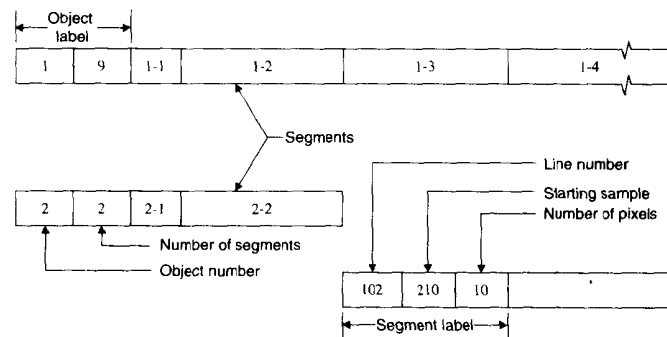 Object
label
1 9 1-1 1-2 1-3 1-4
Segments
Line number
Starting sample
Number of pixels
2 2 2-1 2-2
Number of segments
Object number
102 210 10
Segment label